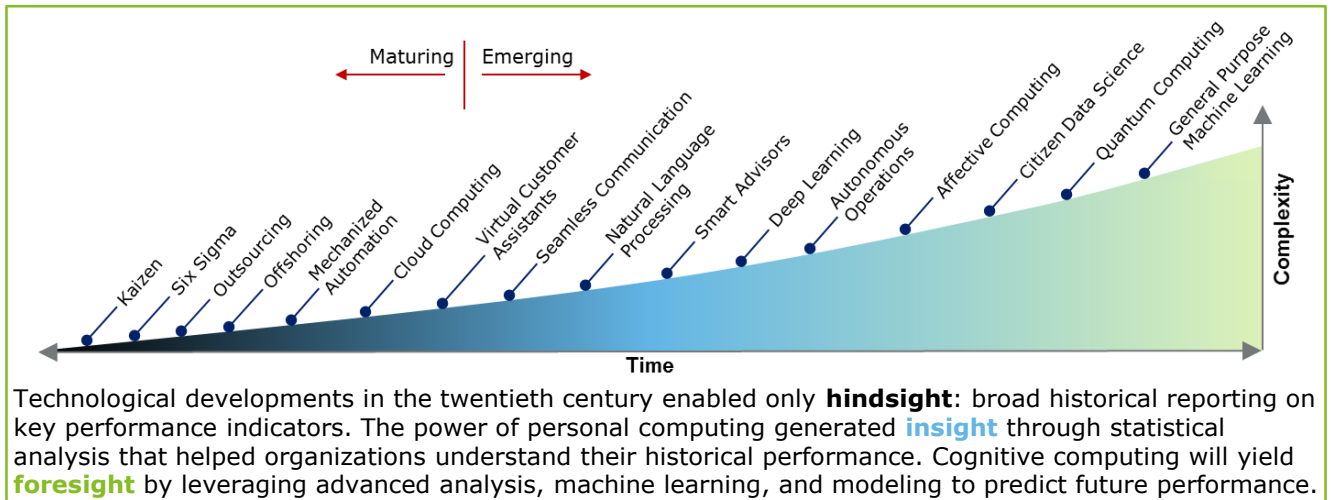 Maturing
Emerging
Kaizen
Six Sigma
Outsourcing
Offshoring
Mechanized
Automation
Cloud Computing
Virtual Customer
Assistants
Seamless Communication
Natural Language
Processing
Smart Advisors
Deep Learning
Autonomous
Operations
Affective Computing
Citizen Data Science
Quantum Computing
General Purpose
Machine Learning
Complexity
Time
Technological developments in the twentieth century enabled only hindsight: broad historical reporting on
key performance indicators. The power of personal computing generated insight through statistical
analysis that helped organizations understand their historical performance. Cognitive computing will yield
foresight by leveraging advanced analysis, machine learning, and modeling to predict future performance.